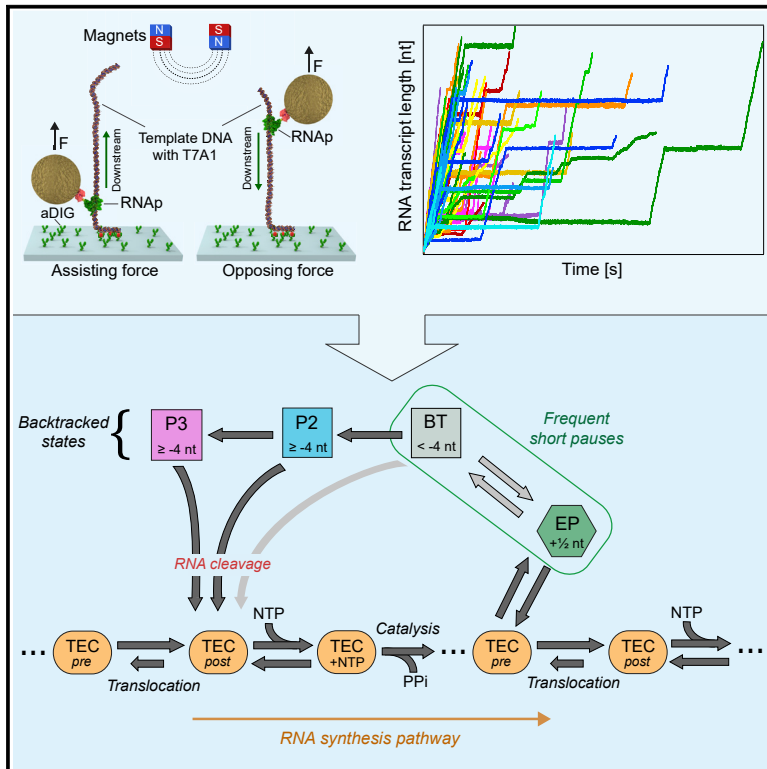 Magnets
N
S
S
N
F
F
Template DNA
with T7A1
RNAp
Downstream
Downstream
aDIG
RNAp
Assisting force
Opposing force
RNA transcript length [nt]
Time [s]
Backtracked
states
{
P3
≥ -4 nt
P2
≥ -4 nt
BT
< -4 nt
Frequent
short pauses
EP
+½ nt
RNA cleavage
... TEC
pre
Translocation
TEC
post
NTP
TEC
+NTP
Catalysis
PPi
... TEC
pre
Translocation
TEC
post
NTP
...
RNA synthesis pathway